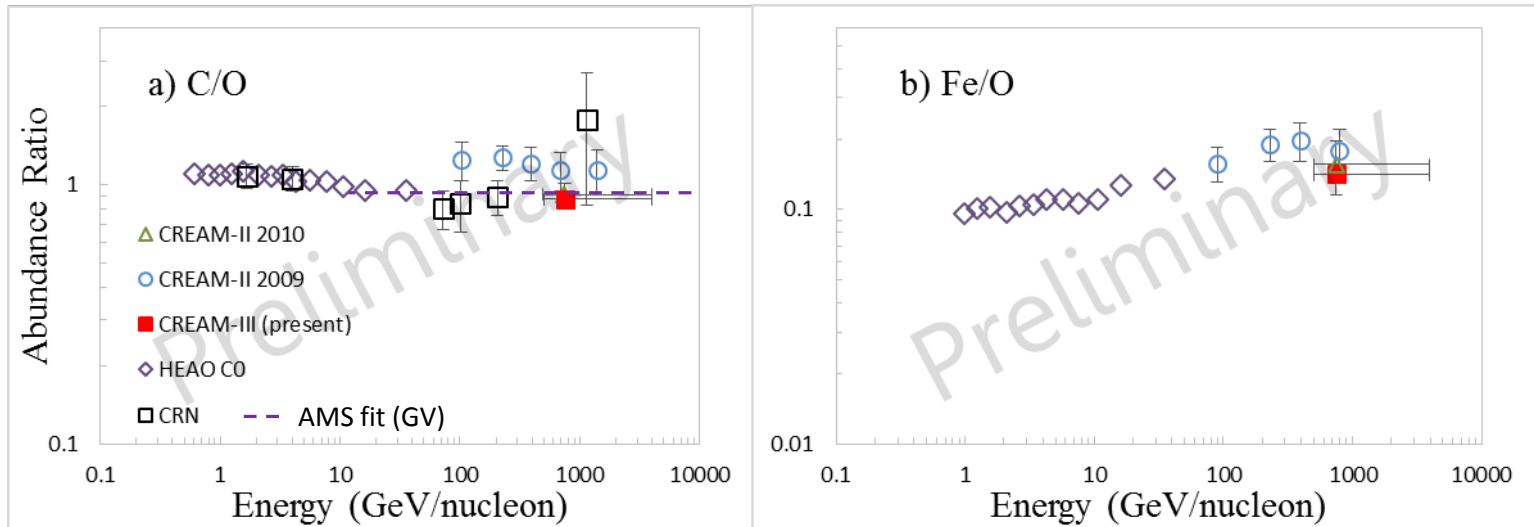 a) C/O
Preliminary
Abundance Ratio
1
0.1
CREAM-II 2010
CREAM-II 2009
CREAM-III (present)
HEAO C0
CRN
AMS fit (GV)
0.1 1 10 100 1000 10000
Energy (GeV/nucleon)
b) Fe/O
Preliminary
0.1
0.01
0.1 1 10 100 1000 10000
Energy (GeV/nucleon)